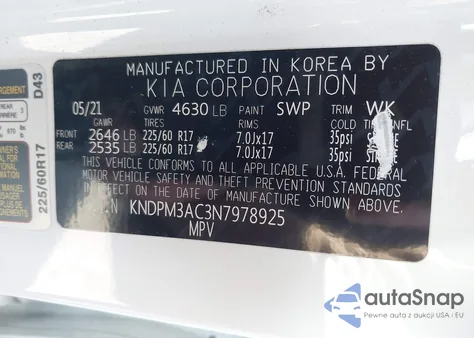 MANUFACTURED IN KOREA BY
KIA CORPORATION
05/21 GVWR 4630 LB PAINT SWP TRIM WK
GAWR TIRES RIMS COLD INFL
FRONT 2646 LB 225/60 R17 7.0Jx17 35psi
REAR 2535 LB 225/60 R17 7.0Jx17 35psi
THIS VEHICLE CONFORMS TO ALL APPLICABLE U.S.A. FEDERAL
MOTOR VEHICLE SAFETY AND THEFT PREVENTION STANDARDS
IN EFFECT ON THE DATE OF MANUFACTURE SHOWN ABOVE.
KNDPM3AC3N7978925
MPV
D43
225/60R17
REAR
autoSnap
Pewne auta z aukcji USA i EU